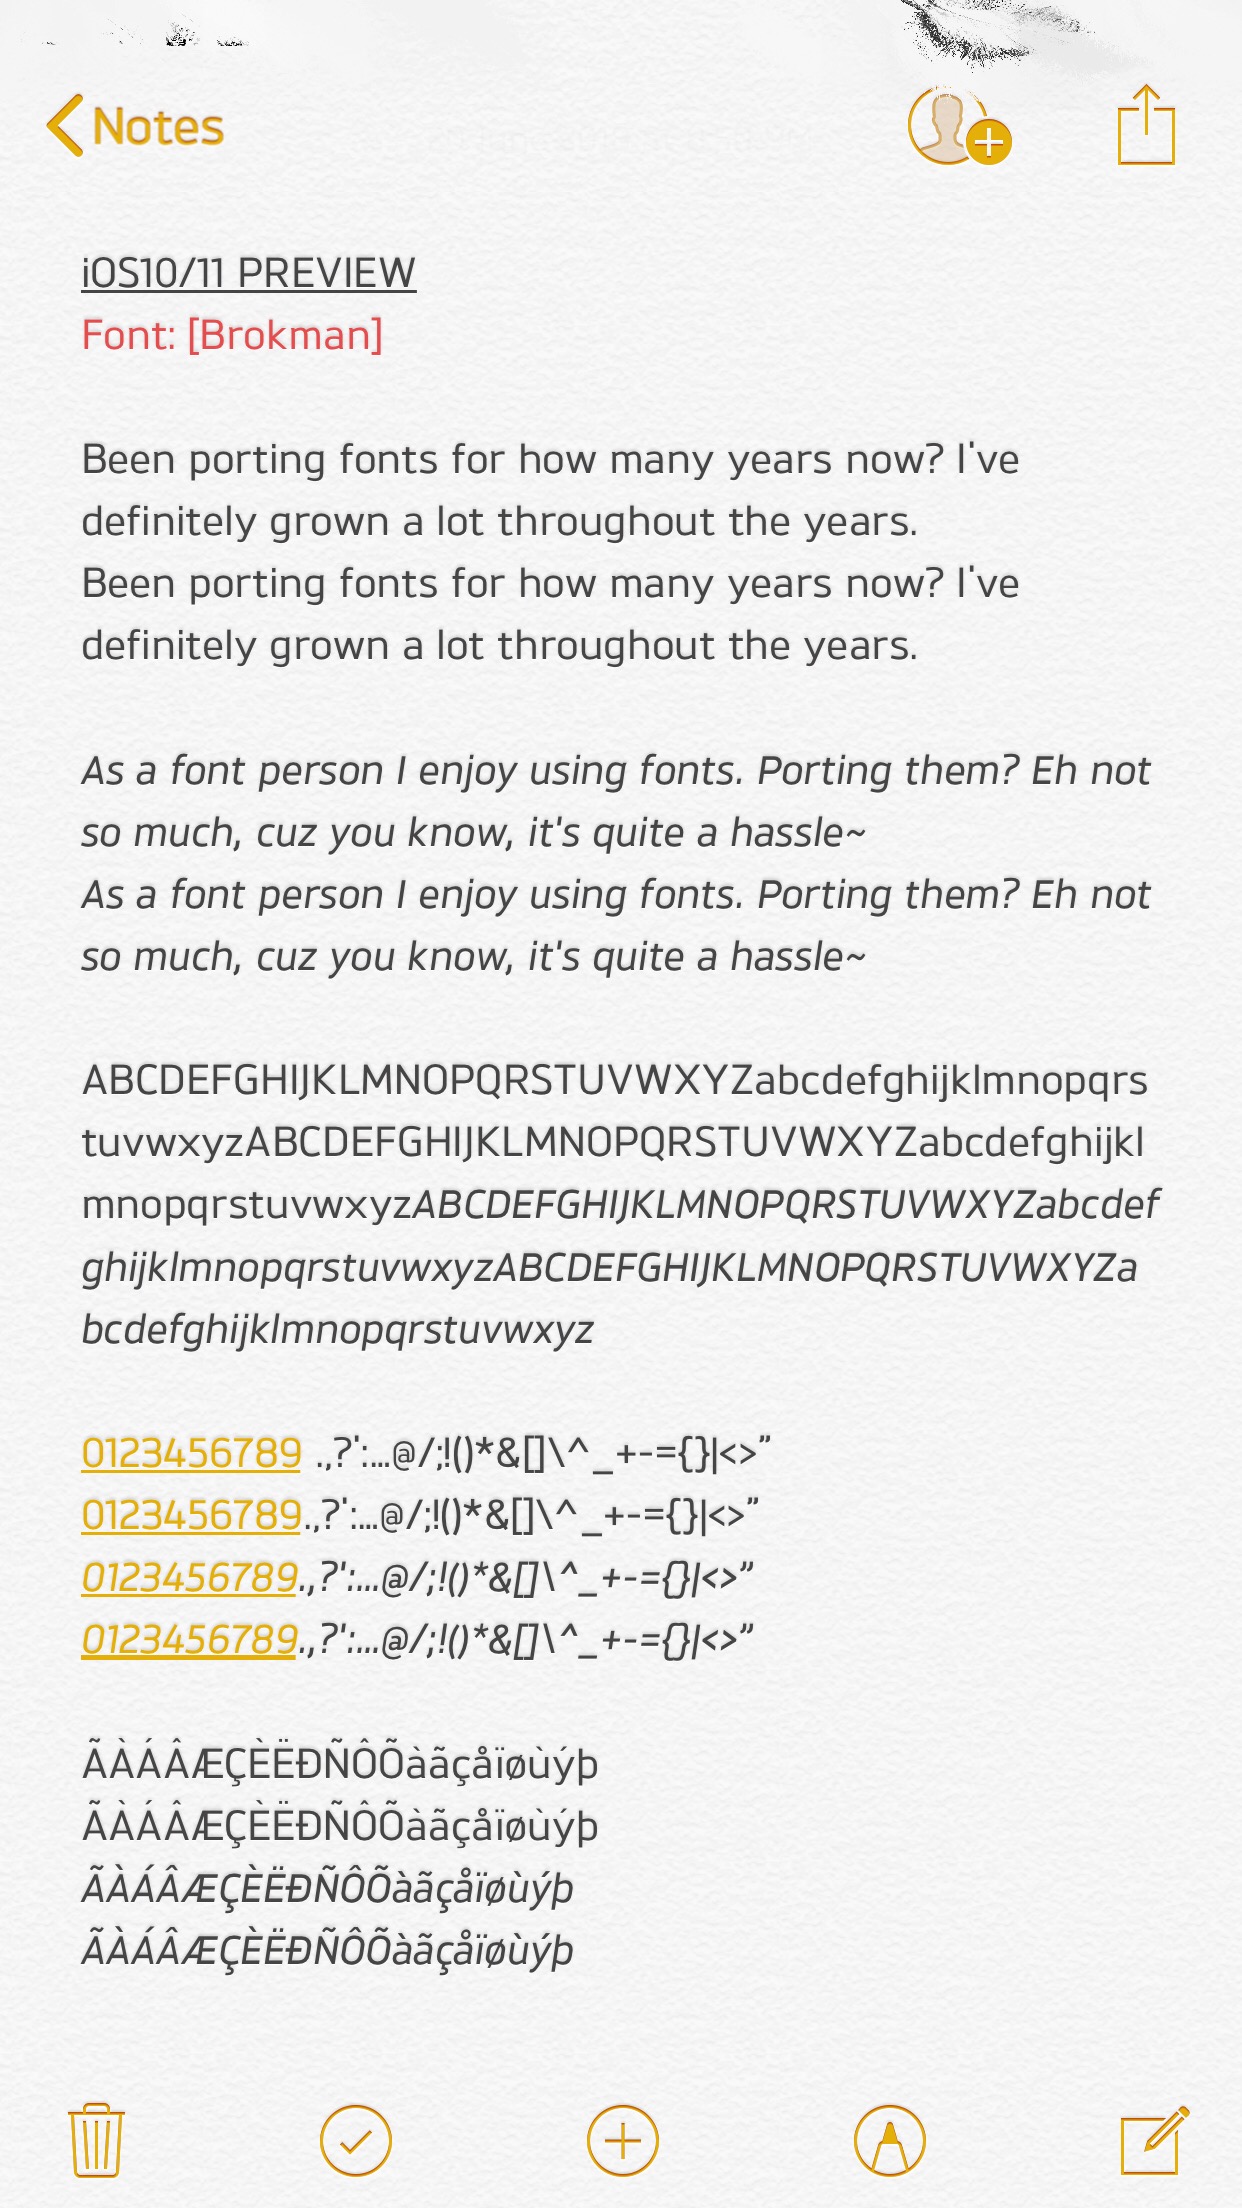 Notes
iOS10/11 PREVIEW
Font: [Brokman]
Been porting fonts for how many years now? I've
definitely grown a lot throughout the years.
Been porting fonts for how many years now? I've
definitely grown a lot throughout the years.
As a font person I enjoy using fonts. Porting them? Eh not
so much, cuz you know, it's quite a hassle~
As a font person I enjoy using fonts. Porting them? Eh not
so much, cuz you know, it's quite a hassle~
ABCDEFGHIJKLMNOPQRSTUVWXYZabcdefghijklmnopqrs
tuvwxyzABCDEFGHIJKLMNOPQRSTUVWXYZabcdefghijkl
mnopqrstuvwxyzABCDEFGHIJKLMNOPQRSTUVWXYZabcdef
ghijklmnopqrstuvwxyzABCDEFGHIJKLMNOPQRSTUVWXYZa
bcdefghijklmnopqrstuvwxyz
0123456789 .,?':...@/;!()*&[]\^_+-={}|<>”
0123456789.,?':...@/;!()*&[]\^_+-={}|<>”
0123456789.,?':...@/;!()*&[]\^_+-={}|<>”
0123456789.,?':...@/;!()*&[]\^_+-={}|<>”
ÃÀÁÂÆÇÈËÐÑÔÕàãçåïøùýþ
ÃÀÁÂÆÇÈËÐÑÔÕàãçåïøùýþ
ÃÀÁÂÆÇÈËÐÑÔÕàãçåïøùýþ
ÃÀÁÂÆÇÈËÐÑÔÕàãçåïøùýþ